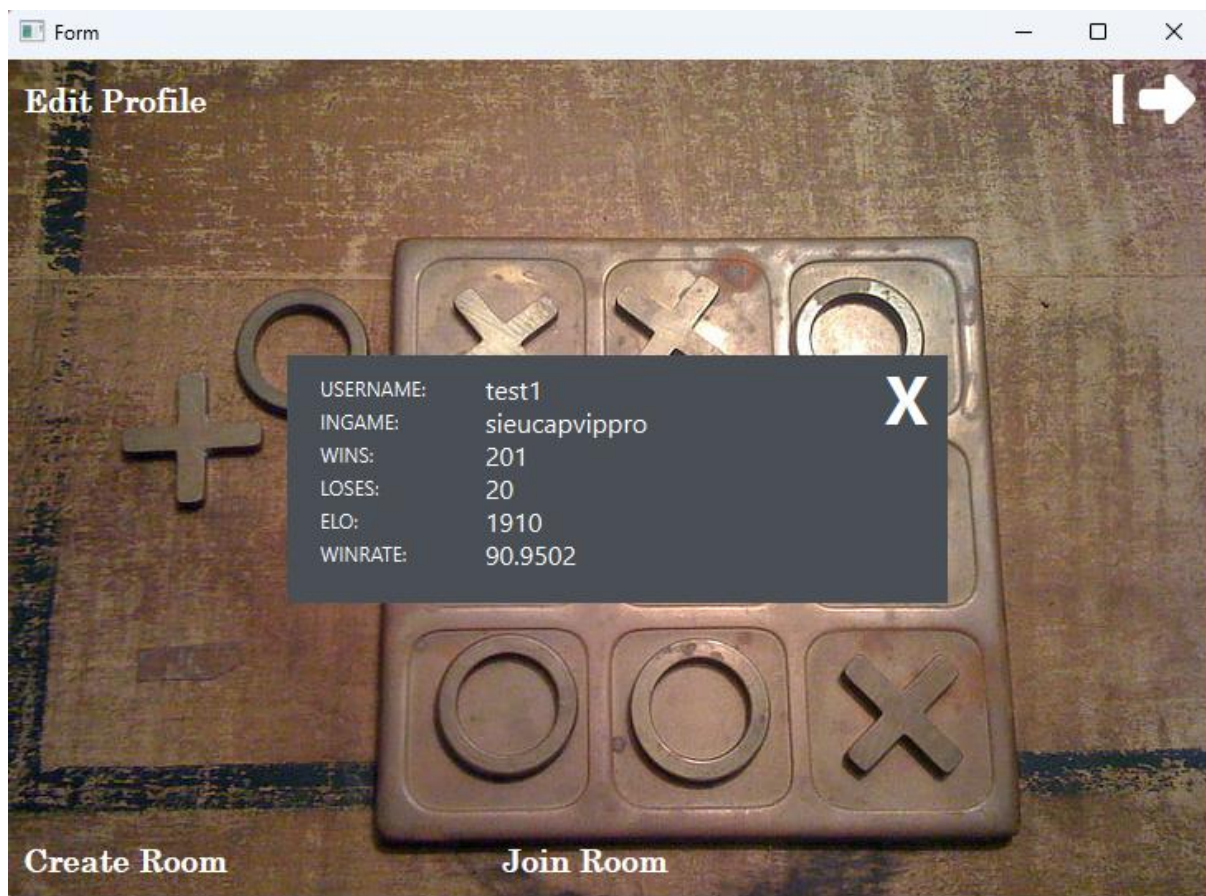 Form
Edit Profile
USERNAME: test1
INGAME: sieucapvippro
WINS: 201
LOSES: 20
ELO: 1910
WINRATE: 90.9502
X
Create Room
Join Room